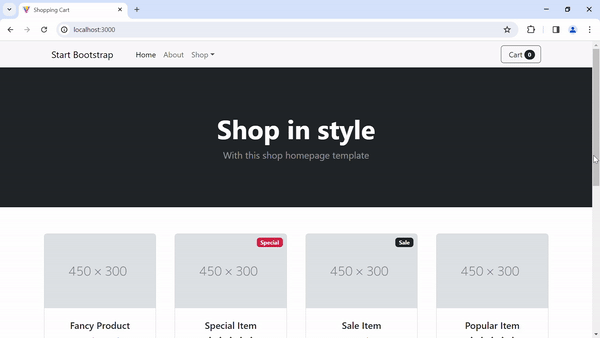 Shopping Cart
localhost:3000
Start Bootstrap
Home
About
Shop
Cart 0
Shop in style
With this shop homepage template
450 × 300
Special
450 × 300
Sale
450 × 300
450 × 300
Fancy Product
Special Item
Sale Item
Popular Item